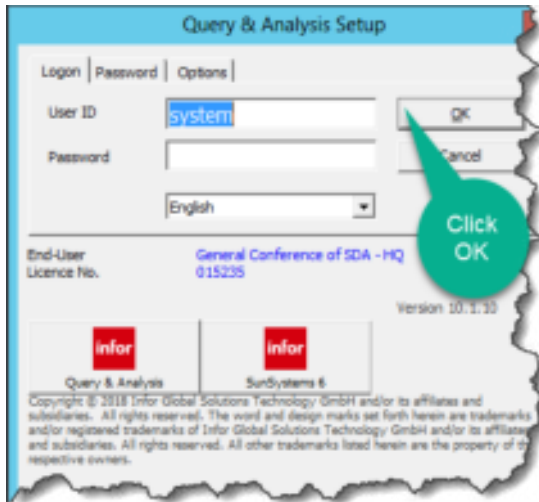 Query & Analysis Setup
Logon Password Options
User ID system OK
Password Cancel
English
Click
OK
End-User General Conference of SDA - HQ
Licence No. 015235
Version 10.1.10
infor infor
Query & Analysis SunSystems 6
Copyright © 2018 Infor Global Solutions Technology GmbH and/or its affiliates and
subsidiaries. All rights reserved. The word and design marks set forth herein are trademarks
and/or registered trademarks of Infor Global Solutions Technology GmbH and/or its affiliates
and subsidiaries. All rights reserved. All other trademarks listed herein are the property of
respective owners.